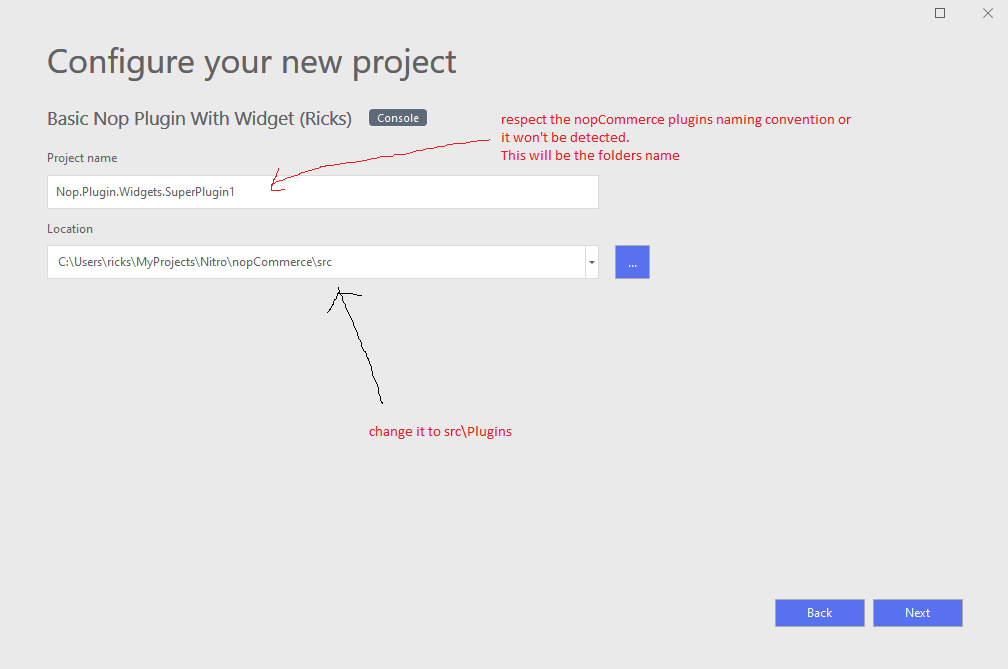 Configure your new project
Basic Nop Plugin With Widget (Ricks) Console
respect the nopCommerce plugins naming convention or
it won't be detected.
This will be the folders name
Project name
Nop.Plugin.Widgets.SuperPlugin1
Location
C:\Users\ricks\MyProjects\Nitro\nopCommerce\src
...
change it to src\Plugins
Back
Next